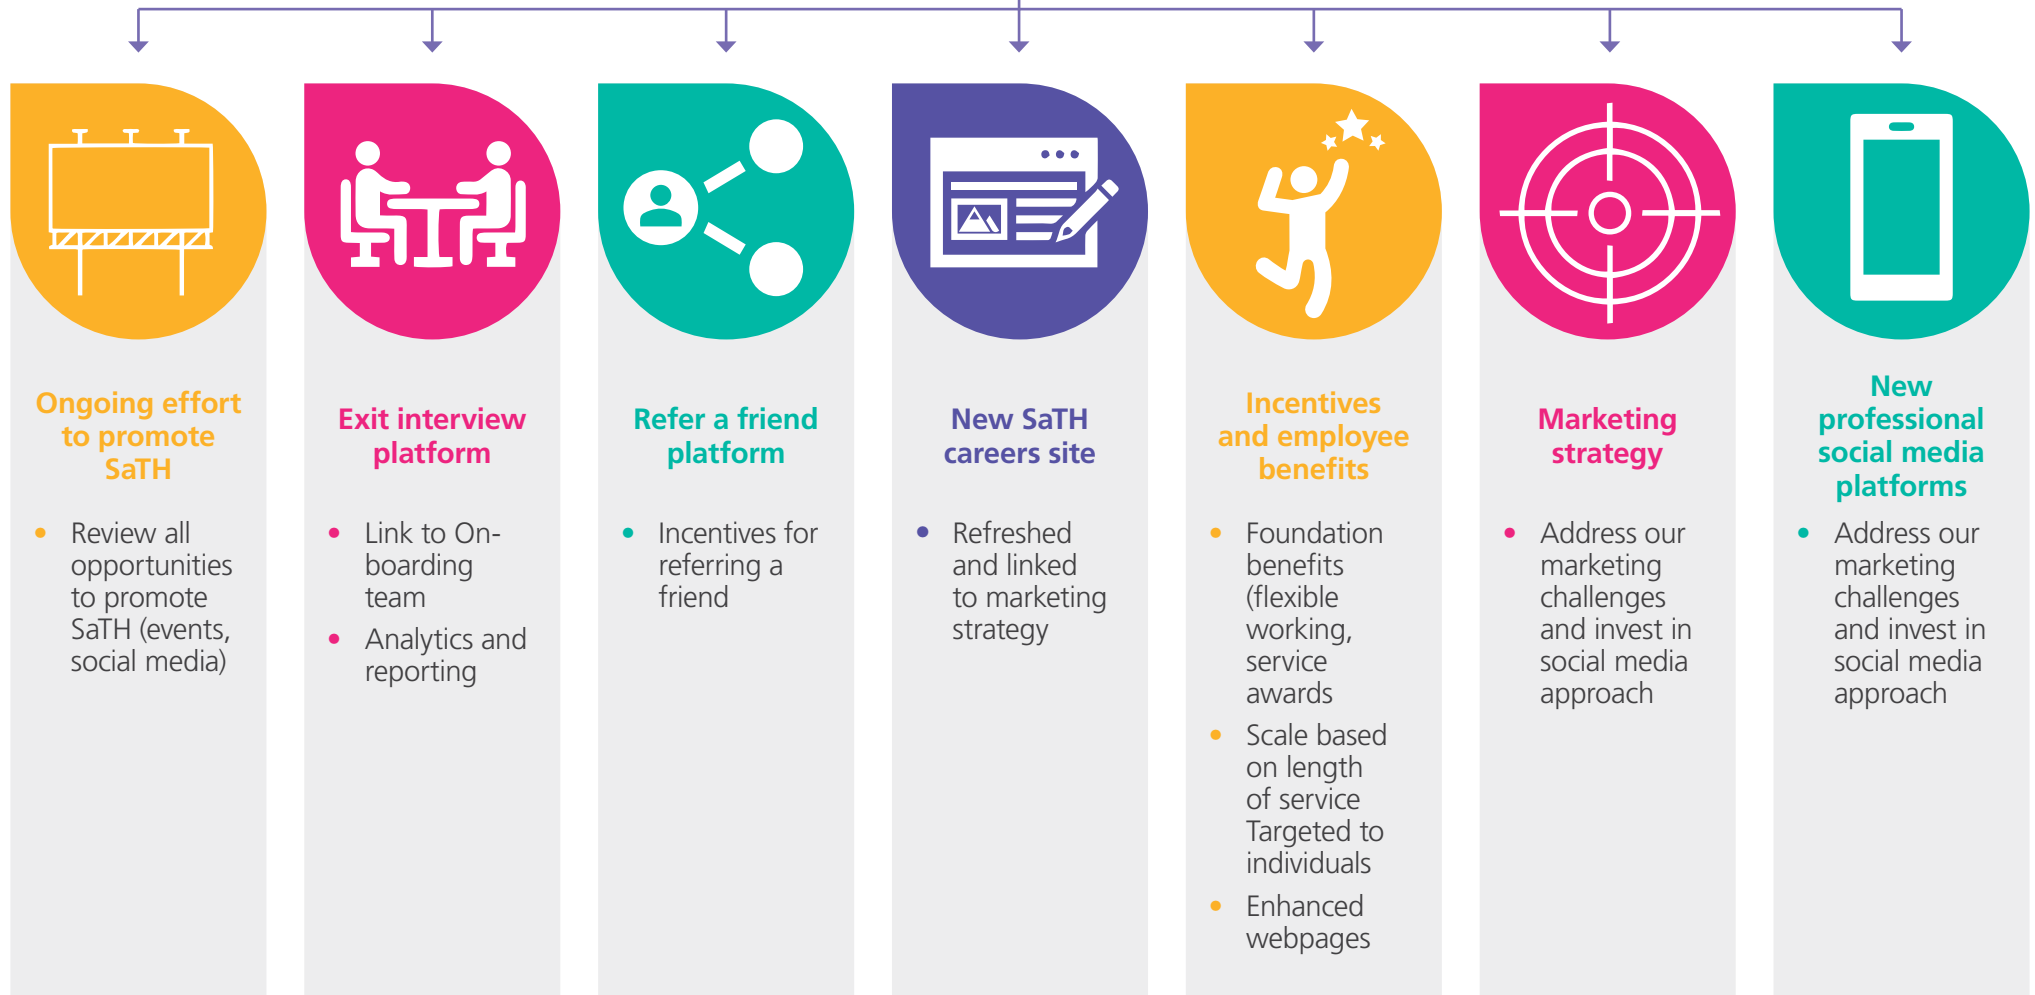 Ongoing effort
to promote
SaTH
• Review all
opportunities
to promote
SaTH (events,
social media)
Exit interview
platform
• Link to On-
boarding
team
• Analytics and
reporting
Refer a friend
platform
• Incentives for
referring a
friend
New SaTH
careers site
• Refreshed
and linked
to marketing
strategy
Incentives
and employee
benefits
• Foundation
benefits
(flexible
working,
service
awards
• Scale based
on length
of service
Targeted to
individuals
• Enhanced
webpages
Marketing
strategy
• Address our
marketing
challenges
and invest in
social media
approach
New
professional
social media
platforms
• Address our
marketing
challenges
and invest in
social media
approach